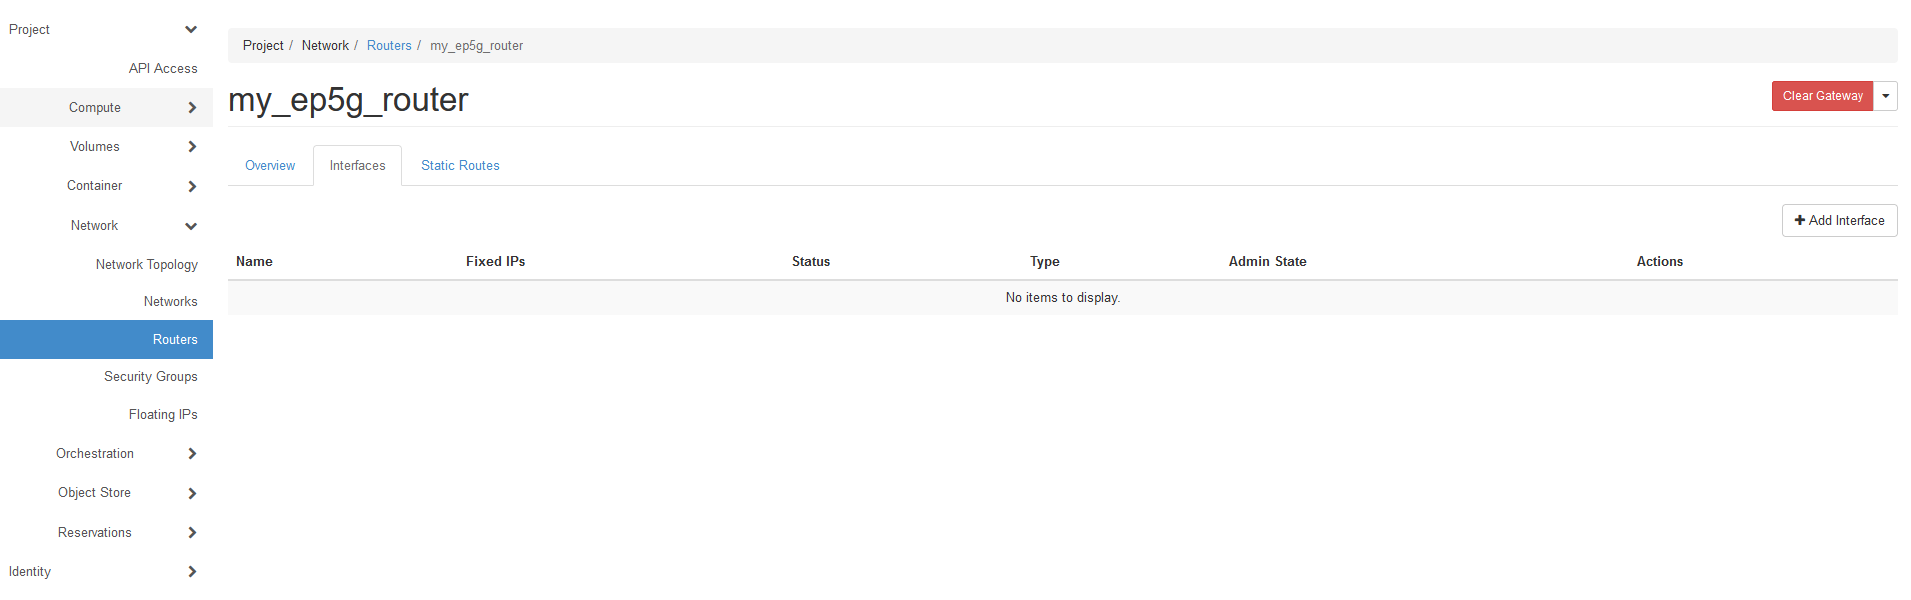 Project
API Access
Compute
Volumes
Container
Network
Network Topology
Networks
Routers
Security Groups
Floating IPs
Orchestration
Object Store
Reservations
Identity
Project / Network / Routers / my_ep5g_router
my_ep5g_router
Clear Gateway
Overview Interfaces Static Routes
Add Interface
Name Fixed IPs Status Type Admin State Actions
No items to display.